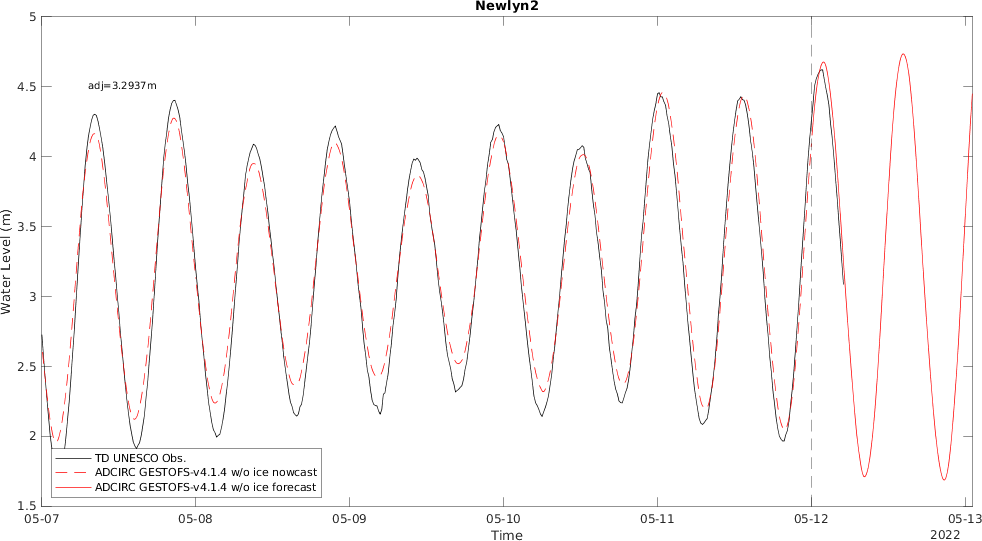 Newlyn2
5
4.5
4
3.5
3
2.5
2
1.5
Water Level (m)
adj=3.2937m
TD UNESCO Obs.
ADCIRC GESTOFS-v4.1.4 w/o ice nowcast
ADCIRC GESTOFS-v4.1.4 w/o ice forecast
05-07 05-08 05-09 05-10 05-11 05-12 05-13
Time
2022